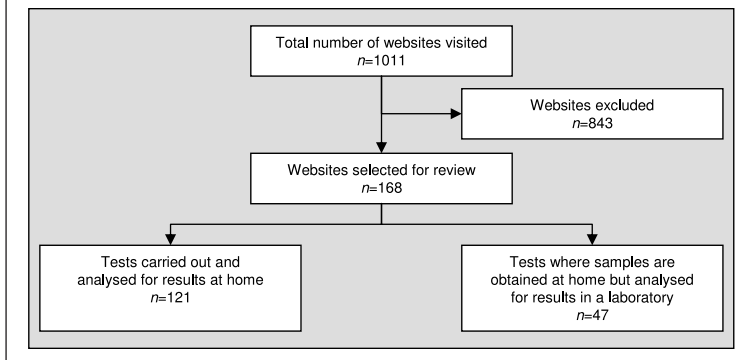 Total number of websites visited
n=1011
Websites excluded
n=843
Websites selected for review
n=168
Tests carried out and
analysed for results at home
n=121
Tests where samples are
obtained at home but analysed
for results in a laboratory
n=47